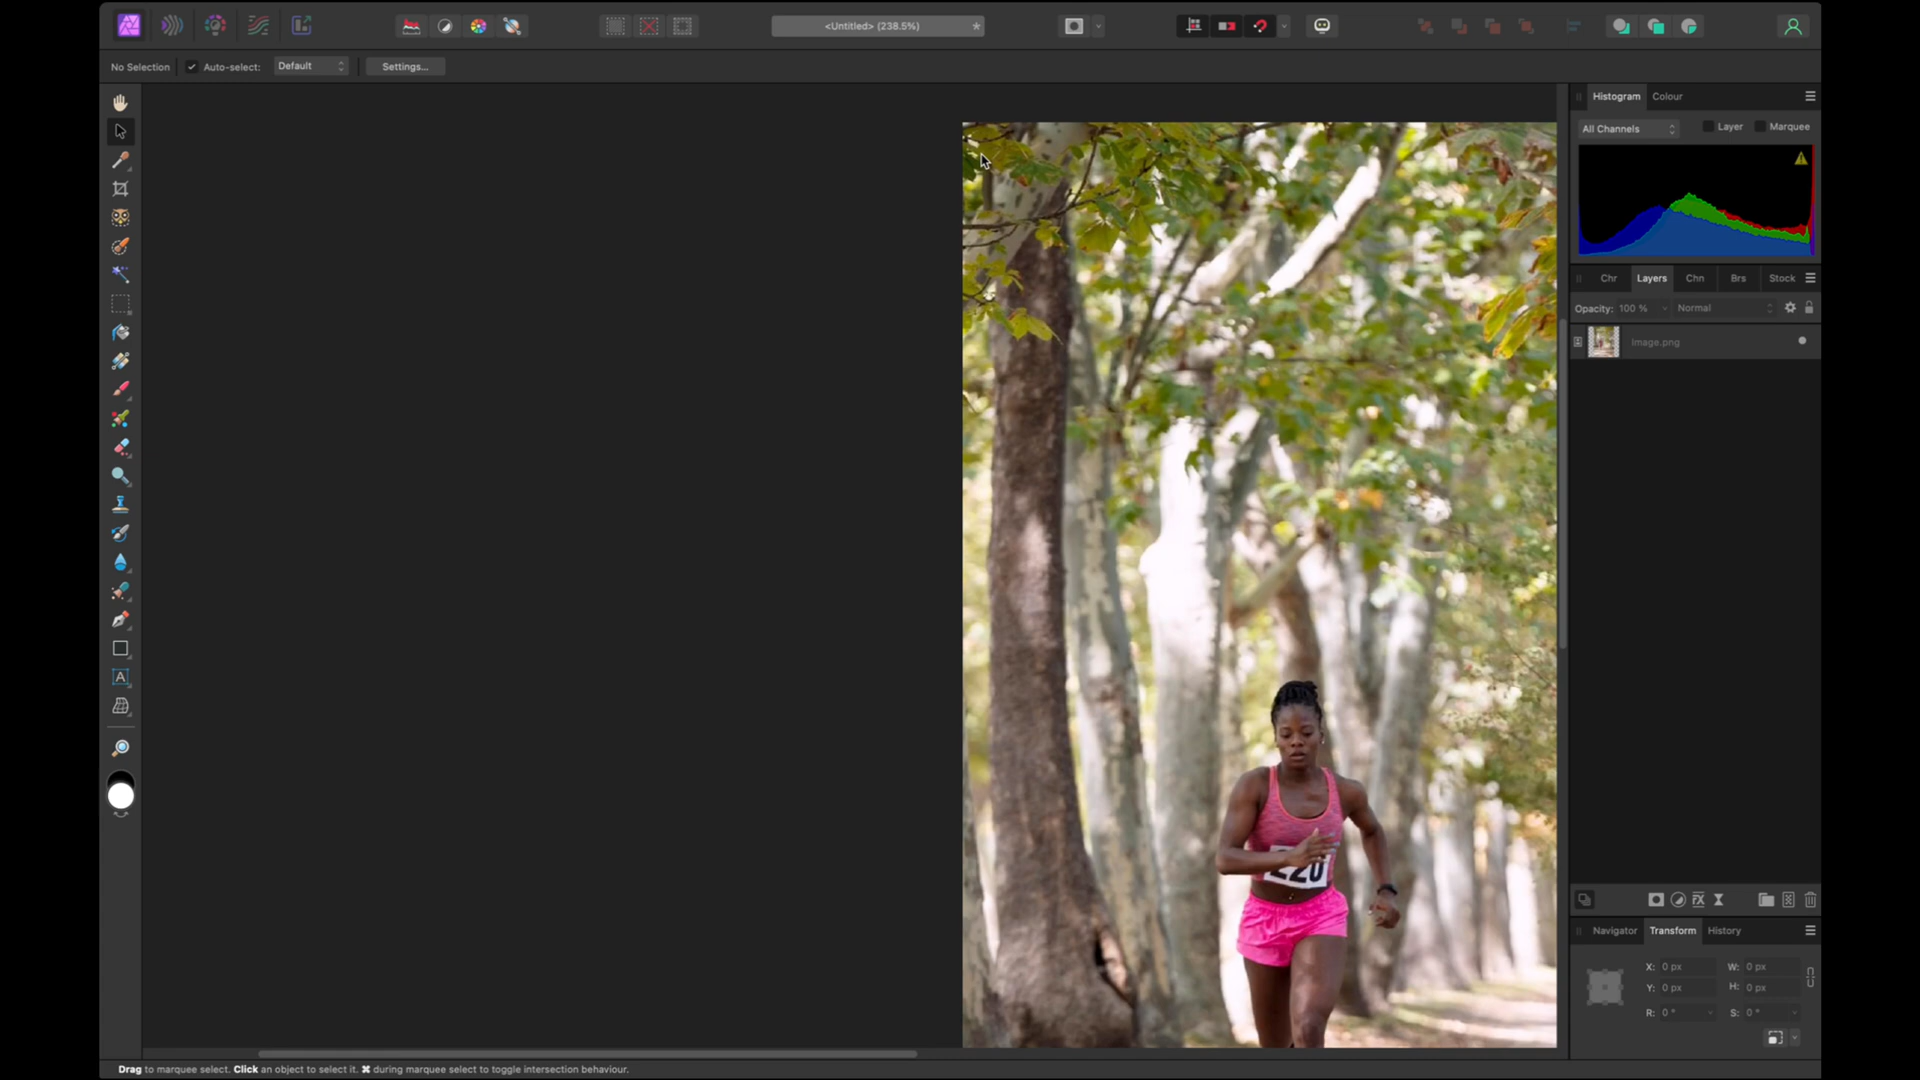 <Untitled> (238.5%)
*
No Selection
Auto-select:
Default
Settings...
Histogram
Colour
All Channels
Layer
Marquee
Chr
Layers
Chn
Brs
Stock
Opacity:
100 %
Normal
Image.png
220
Navigator
Transform
History
X:
0 px
W:
0 px
Y:
0 px
H:
0 px
R:
0 °
S:
0 °
Drag to marquee select. Click an object to select it. ⌘ during marquee select to toggle intersection behaviour.